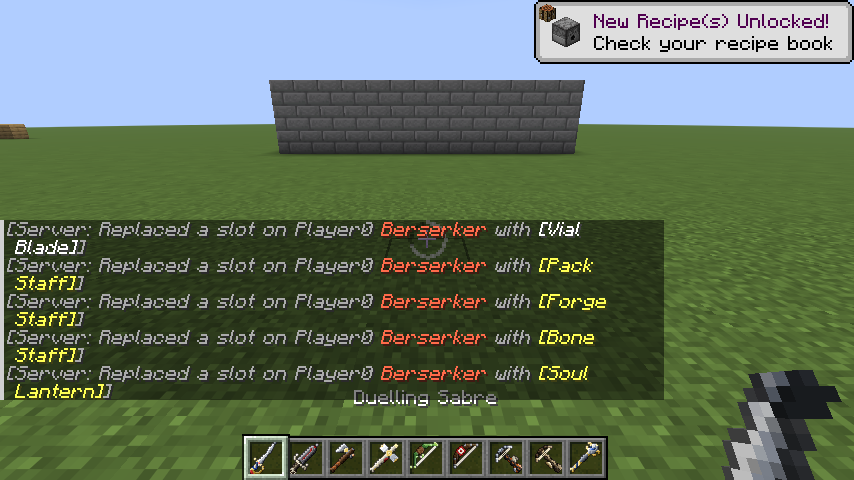 New Recipe(s) Unlocked!
Check your recipe book
[Server: Replaced a slot on Player0 Berserker with [Vial
Blade]]
[Server: Replaced a slot on Player0 Berserker with [Pack
Staff]]
[Server: Replaced a slot on Player0 Berserker with [Forge
Staff]]
[Server: Replaced a slot on Player0 Berserker with [Bone
Staff]]
[Server: Replaced a slot on Player0 Berserker with [Soul
Lantern]]
Duelling Sabre